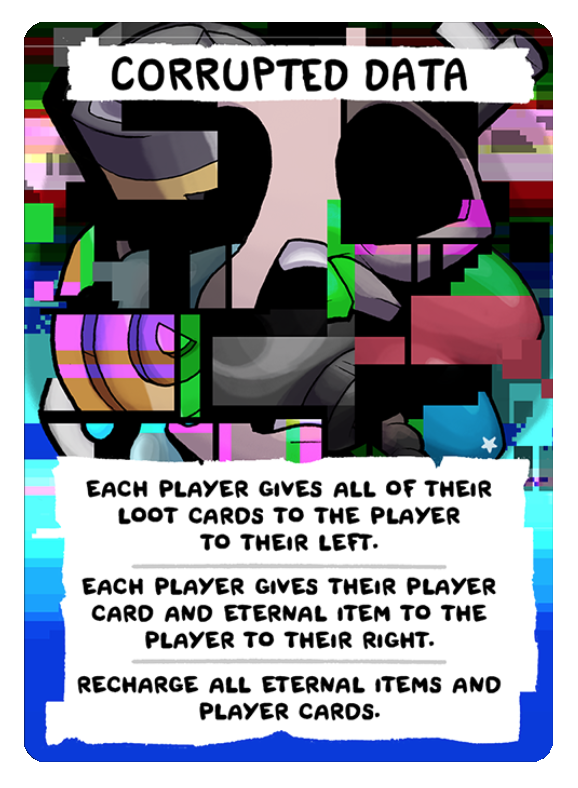 CORRUPTED DATA
EACH PLAYER GIVES ALL OF THEIR
LOOT CARDS TO THE PLAYER
TO THEIR LEFT.
EACH PLAYER GIVES THEIR PLAYER
CARD AND ETERNAL ITEM TO THE
PLAYER TO THEIR RIGHT.
RECHARGE ALL ETERNAL ITEMS AND
PLAYER CARDS.